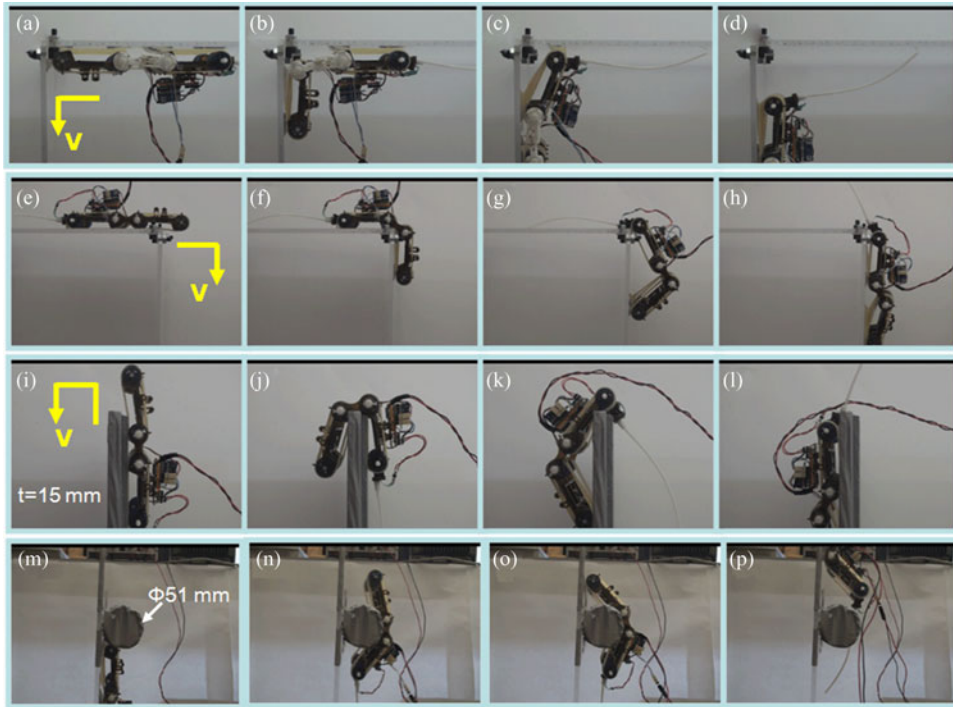 (a) (b) (c) (d)
V
(e) (f) (g) (h)
V
(i) (j) (k) (l)
V
t=15 mm
(m) (n) (o) (p)
Φ51 mm